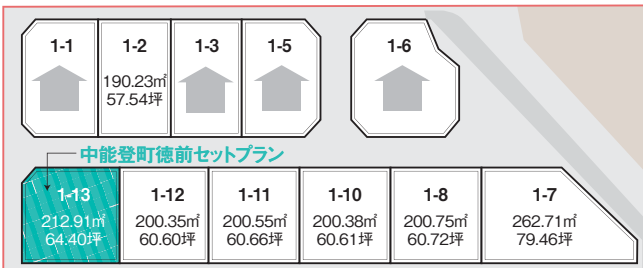 1-1
1-2
190.23㎡
57.54坪
1-3
1-5
1-6
中能登町徳前セットプラン
1-13
212.91㎡
64.40坪
1-12
200.35㎡
60.60坪
1-11
200.55㎡
60.66坪
1-10
200.38㎡
60.61坪
1-8
200.75㎡
60.72坪
1-7
262.71㎡
79.46坪